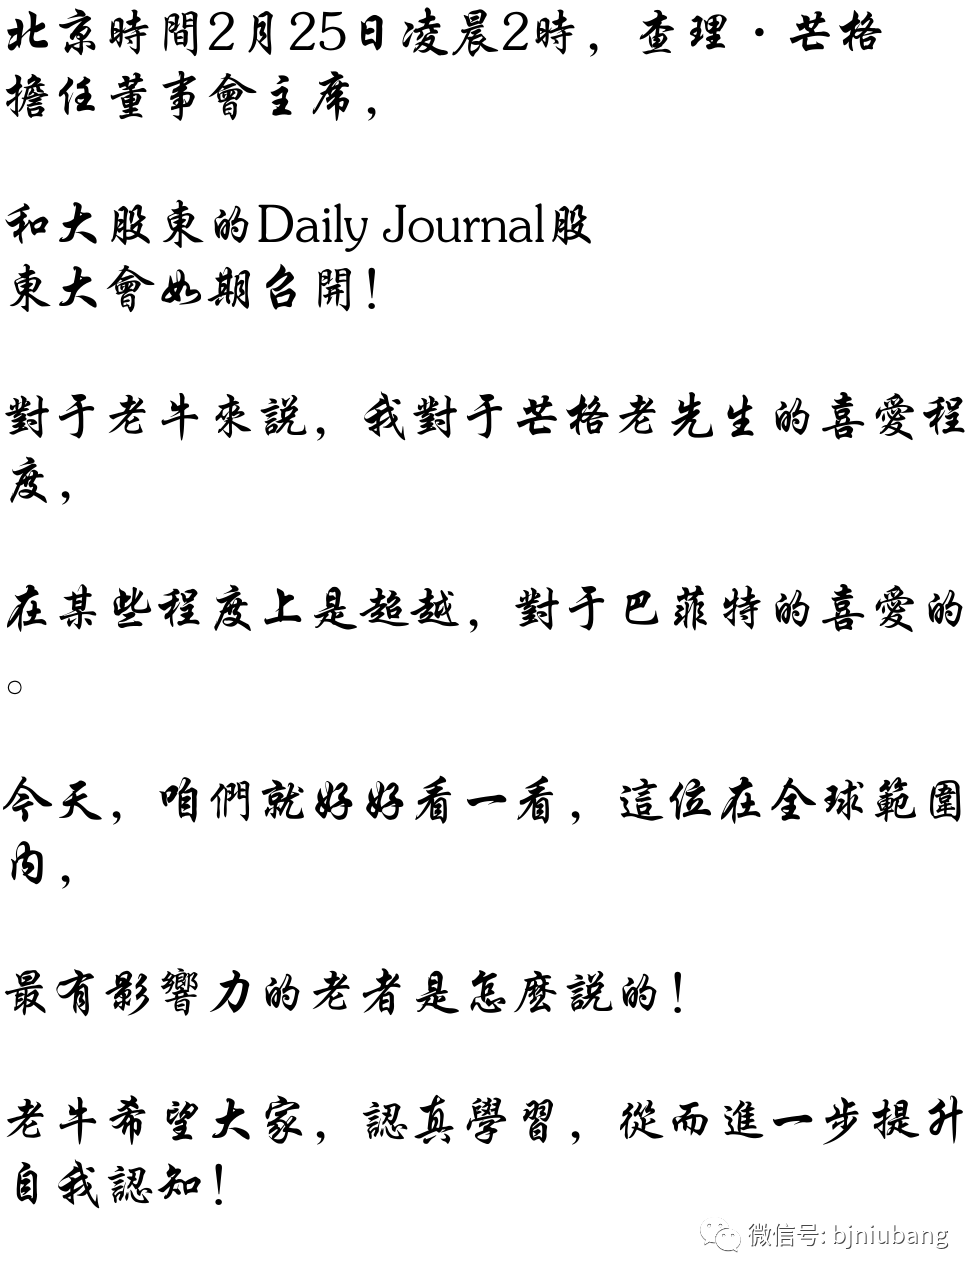 北京時間2月25日凌晨2時，查理·芒格
擔任董事會主席，
和大股東的Daily Journal股
東大會如期召開！
對于老牛來説，我對于芒格老先生的喜愛程
度，
在某些程度上是超越，對于巴菲特的喜愛的
。
今天，咱們就好好看一看，這位在全球範圍
内，
最有影響力的老者是怎麽説的！
老牛希望大家，認真學習，從而進一步提升
自我認知！
微信号: bjniubang